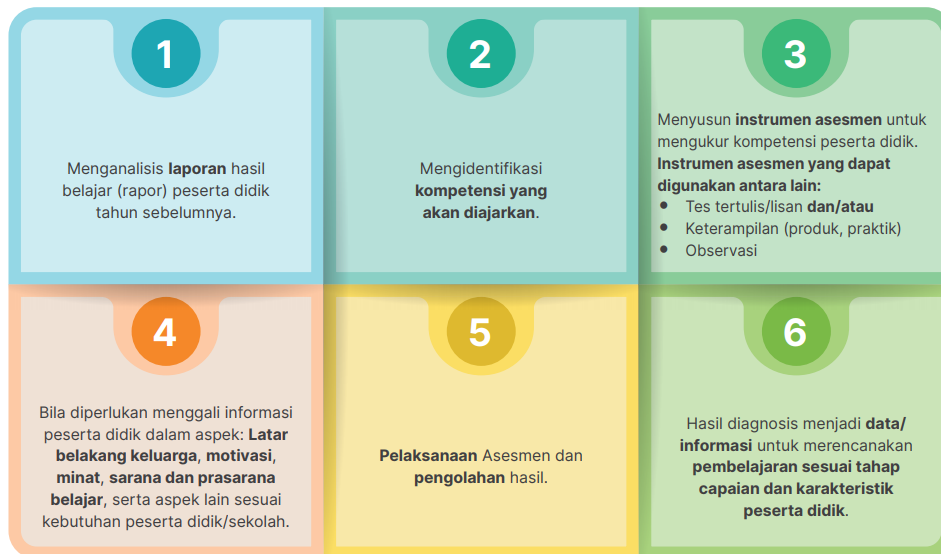 1
Menganalisis laporan hasil
belajar (rapor) peserta didik
tahun sebelumnya.
2
Mengidentifikasi
kompetensi yang
akan diajarkan.
3
Menyusun instrumen asesmen untuk
mengukur kompetensi peserta didik.
Instrumen asesmen yang dapat
digunakan antara lain:
• Tes tertulis/lisan dan/atau
• Keterampilan (produk, praktik)
• Observasi
4
Bila diperlukan menggali informasi
peserta didik dalam aspek: Latar
belakang keluarga, motivasi,
minat, sarana dan prasarana
belajar, serta aspek lain sesuai
kebutuhan peserta didik/sekolah.
5
Pelaksanaan Asesmen dan
pengolahan hasil.
6
Hasil diagnosis menjadi data/
informasi untuk merencanakan
pembelajaran sesuai tahap
capaian dan karakteristik
peserta didik.